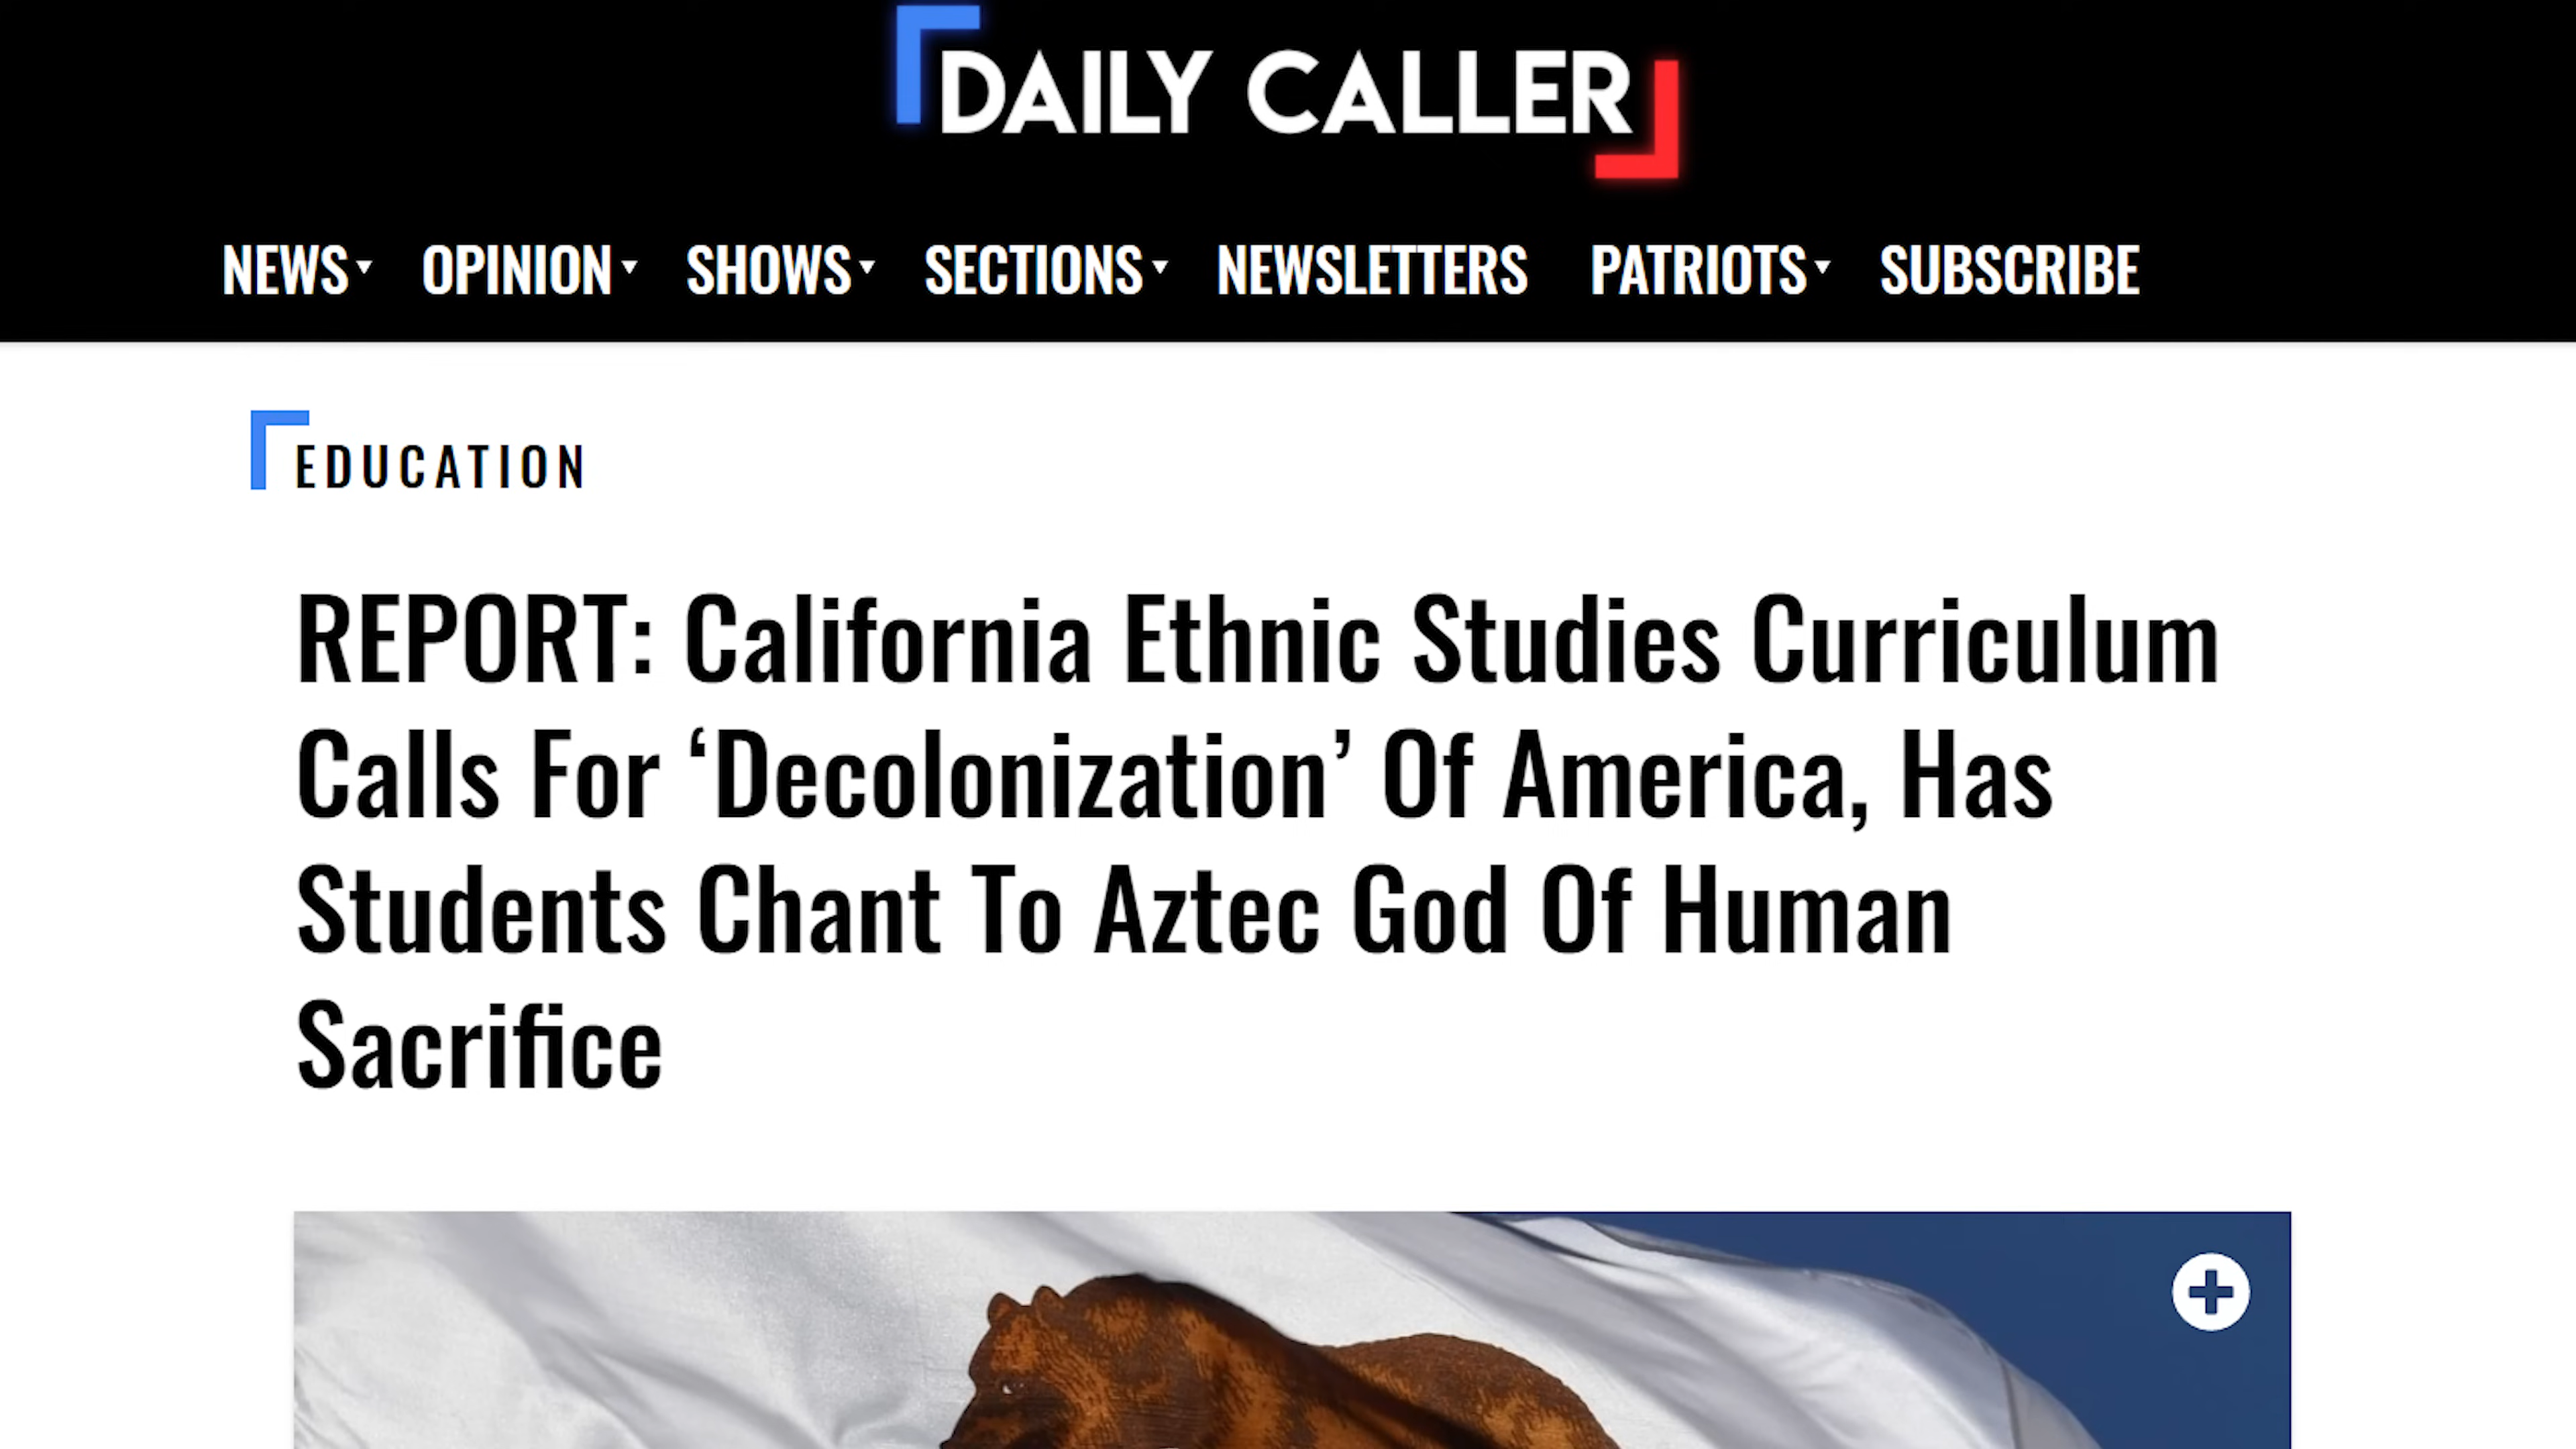 DAILY CALLER
NEWS OPINION SHOWS SECTIONS NEWSLETTERS PATRIOTS SUBSCRIBE
EDUCATION
REPORT: California Ethnic Studies Curriculum
Calls For ‘Decolonization’ Of America, Has
Students Chant To Aztec God Of Human
Sacrifice